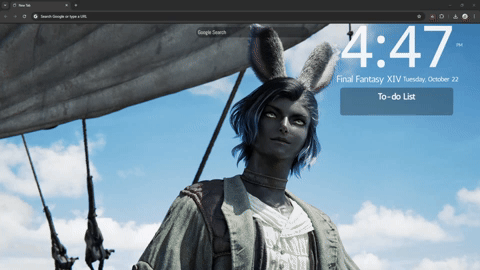 New Tab
Search Google or type a URL
Google Search
4:47 PM
Final Fantasy XIV Tuesday, October 22
To-do List